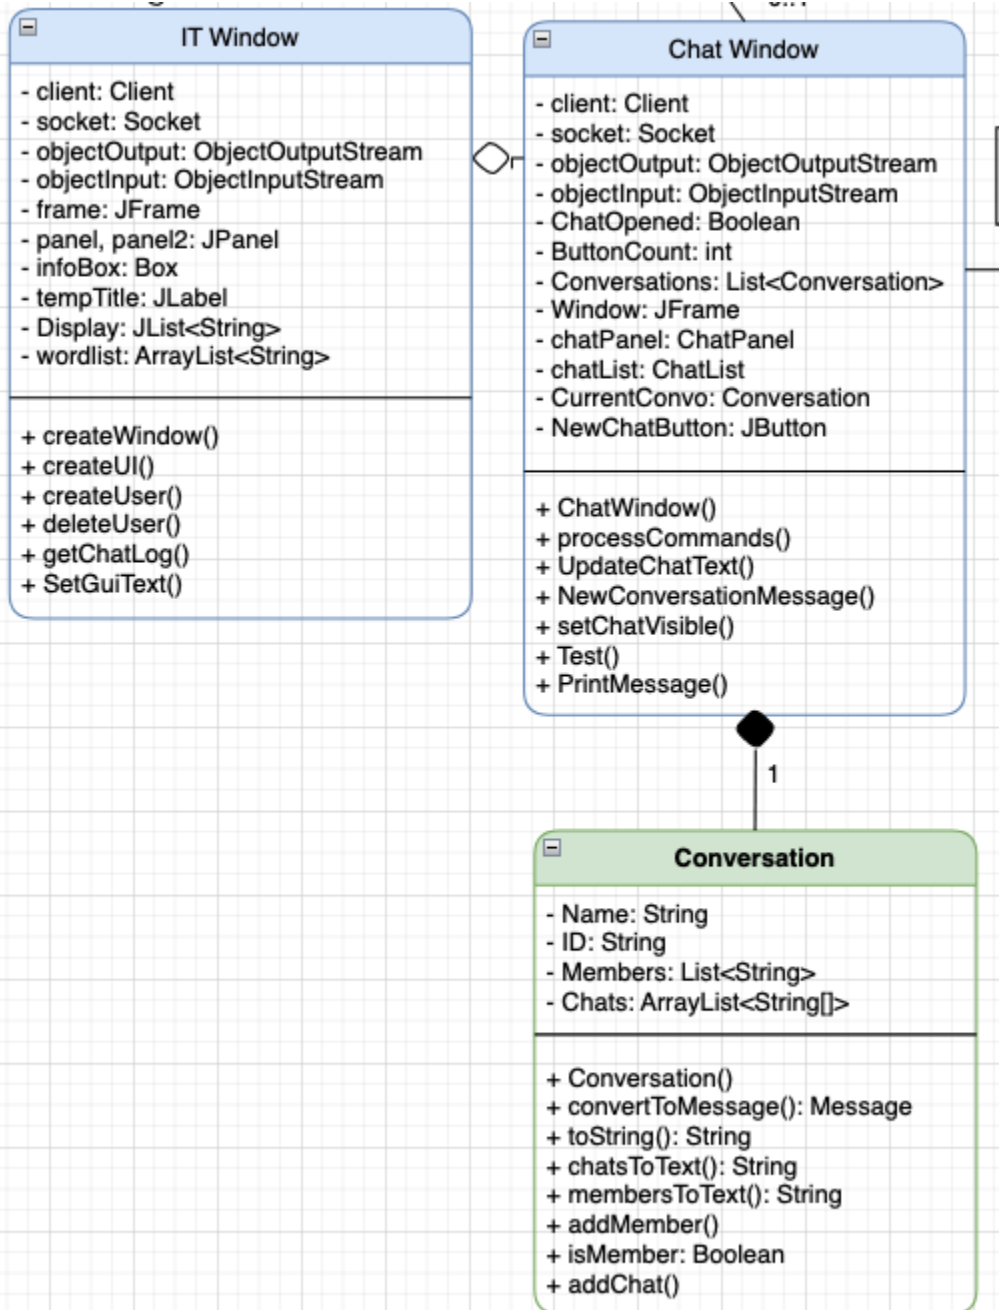 IT Window
- client: Client
- socket: Socket
- objectOutput: ObjectOutputStream
- objectInput: ObjectInputStream
- frame: JFrame
- panel, panel2: JPanel
- infoBox: Box
- tempTitle: JLabel
- Display: JList<String>
- wordlist: ArrayList<String>
+ createWindow()
+ createUI()
+ createUser()
+ deleteUser()
+ getChatLog()
+ SetGuiText()
Chat Window
- client: Client
- socket: Socket
- objectOutput: ObjectOutputStream
- objectInput: ObjectInputStream
- ChatOpened: Boolean
- ButtonCount: int
- Conversations: List<Conversation>
- Window: JFrame
- chatPanel: ChatPanel
- chatList: ChatList
- CurrentConvo: Conversation
- NewChatButton: JButton
+ ChatWindow()
+ processCommands()
+ UpdateChatText()
+ NewConversationMessage()
+ setChatVisible()
+ Test()
+ PrintMessage()
1
Conversation
- Name: String
- ID: String
- Members: List<String>
- Chats: ArrayList<String[]>
+ Conversation()
+ convertToMessage(): Message
+ toString(): String
+ chatsToText(): String
+ membersToText(): String
+ addMember()
+ isMember: Boolean
+ addChat()